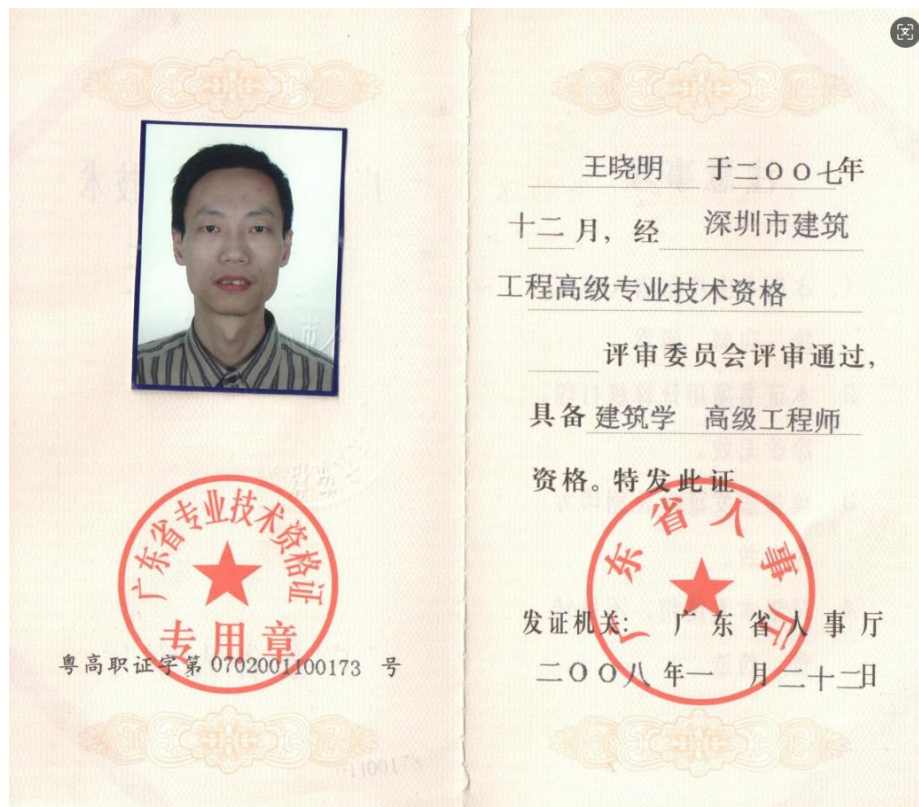 广东省专业技术资格证
专用章
粤高职证字第 0702001100173 号
王晓明 于二〇〇七年
十二月，经 深圳市建筑
工程高级专业技术资格
评审委员会评审通过，
具备 建筑学 高级工程师
资格。特发此证
广东省人事厅
发证机关： 广东省人事厅
二〇〇八年一月二十二日